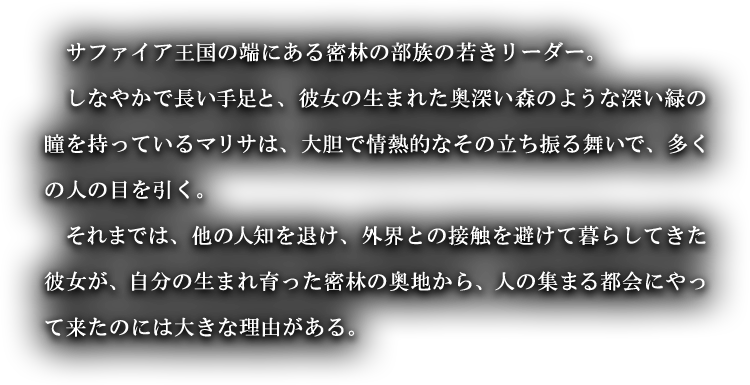 サファイア王国の端にある密林の部族の若きリーダー。
しなやかで長い手足と、彼女の生まれた奥深い森のような深い緑の
瞳を持っているマリサは、大胆で情熱的なその立ち振る舞いで、多く
の人の目を引く。
それまでは、他の人知を退け、外界との接触を避けて暮らしてきた
彼女が、自分の生まれ育った密林の奥地から、人の集まる都会にやっ
て来たのには大きな理由がある。